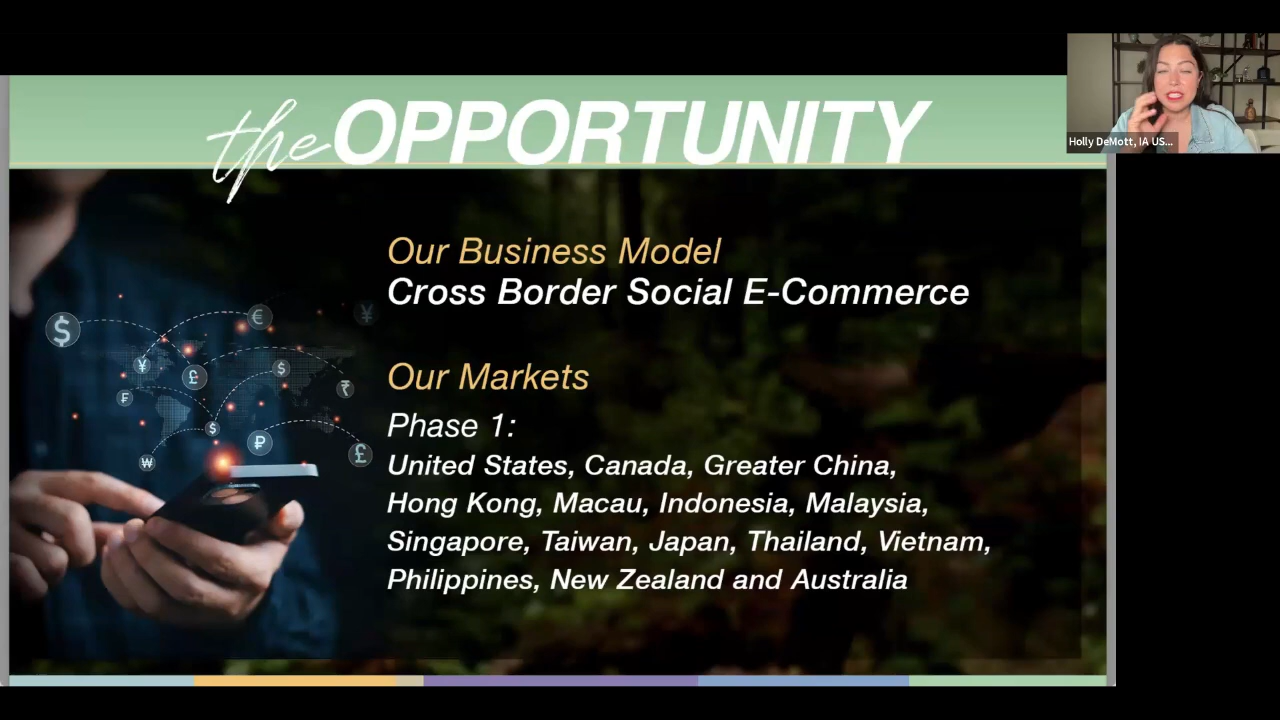 the OPPORTUNITY
Holly DeMott, IA US...
Our Business Model
Cross Border Social E-Commerce
Our Markets
Phase 1:
United States, Canada, Greater China,
Hong Kong, Macau, Indonesia, Malaysia,
Singapore, Taiwan, Japan, Thailand, Vietnam,
Philippines, New Zealand and Australia
$
€
¥
¥
£
$
₹
₣
$
₽
£
₩